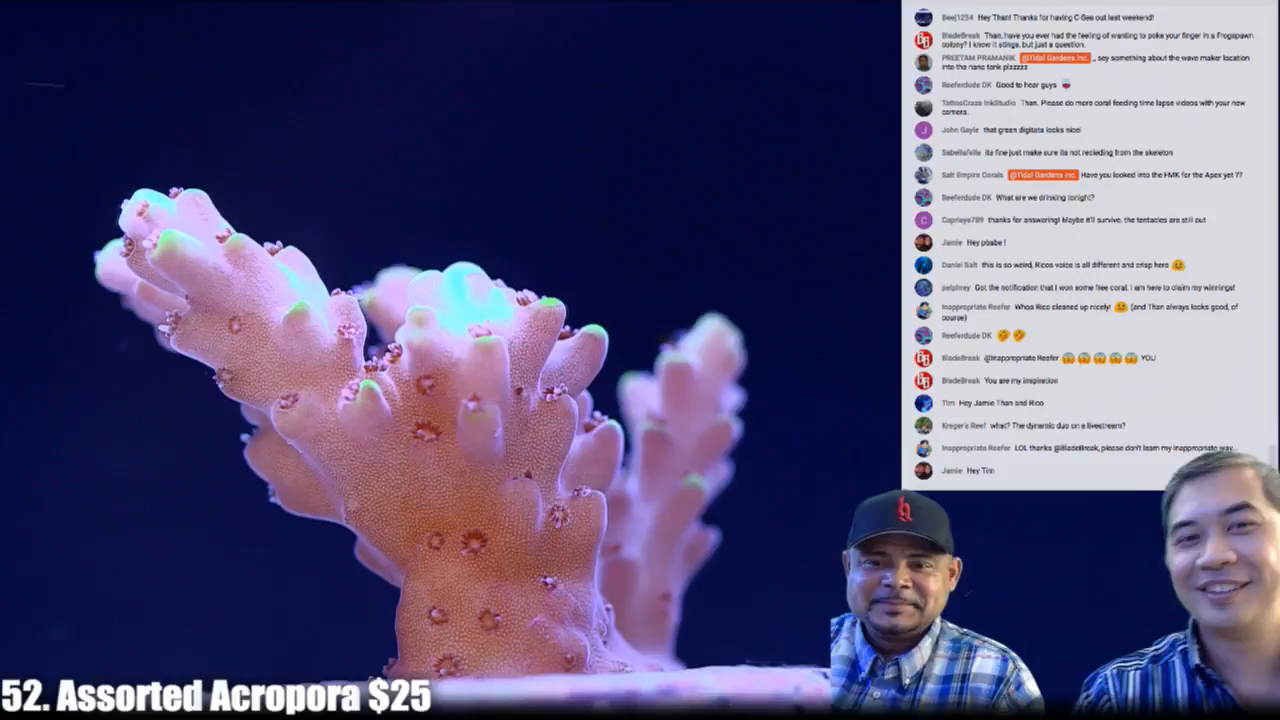 Beej1254 Hey Than! Thanks for having C-Sea out last weekend!
BladeBreak Than, have you ever had the feeling of wanting to poke your finger in a Frogspawn
colony? I know it stings, but just a question.
PREETAM PRAMANIK @Tidal Gardens Inc. ,, sey something about the wave maker location
into the nano tank plzzzzz
Reeferdude DK Good to hear guys
TattooCraze InkStudio Than. Please do more coral feeding time lapse videos with your new
camera.
J John Gayle that green digitata looks nice!
Sabellafella its fine just make sure its not recieding from the skeleton
Salt Empire Corals @Tidal Gardens Inc. Have you looked into the FMK for the Apex yet ??
Reeferdude DK What are we drinking tonight?
C Capricye789 thanks for answering! Maybe it'll survive, the tentacles are still out
Jamie Hey pbabe !
Daniel Salt this is so weird, Ricos voice is all different and crisp here
pelphrey Got the notification that I won some free coral. I am here to claim my winnings!
Inappropriate Reefer Whoa Rico cleaned up nicely! (and Than always looks good, of
course)
Reeferdude DK
BladeBreak @Inappropriate Reefer YOU
BladeBreak You are my inspiration
Tim Hey Jamie Than and Rico
Kreger's Reef what? The dynamic duo on a livestream?
Inappropriate Reefer LOL thanks @BladeBreak, please don't learn my inappropriate way...
Jamie Hey Tim
52. Assorted Acropora $25